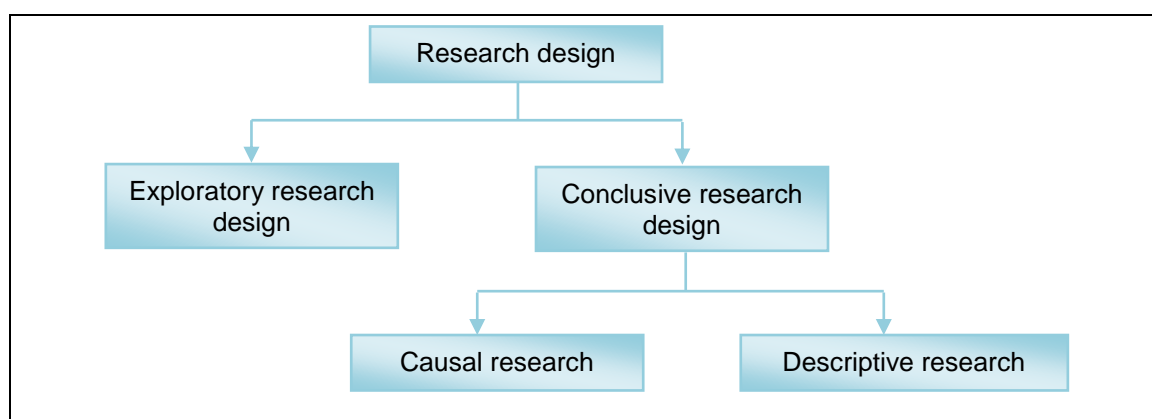 Research design
Exploratory research
design
Conclusive research
design
Causal research
Descriptive research